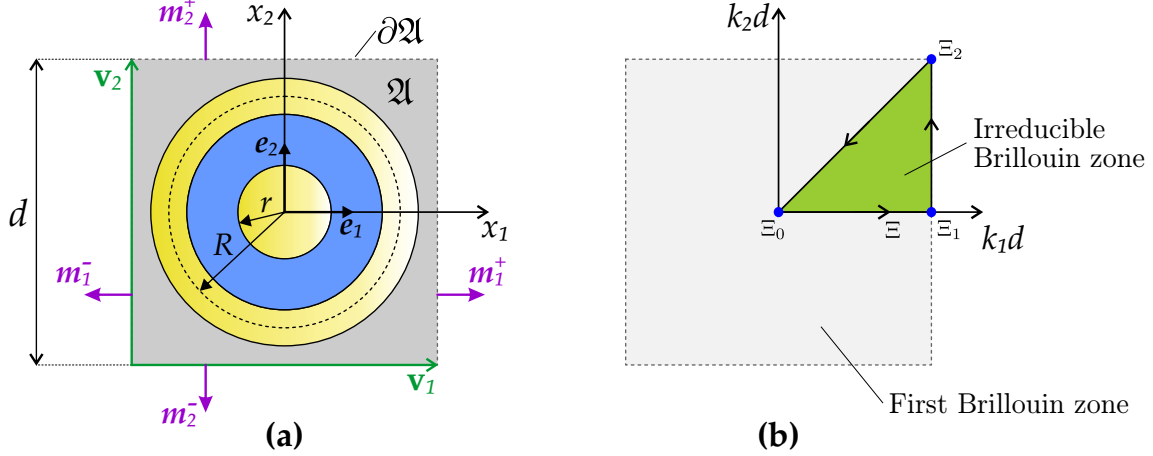 m₂⁺
x₂
∂𝔄
v₂
𝔄
e₂
d
r
e₁
x₁
R
m₁⁻
m₁⁺
v₁
m₂⁻
(a)
k₂d
Ξ₂
Irreducible
Brillouin zone
Ξ₀
Ξ
Ξ₁
k₁d
First Brillouin zone
(b)